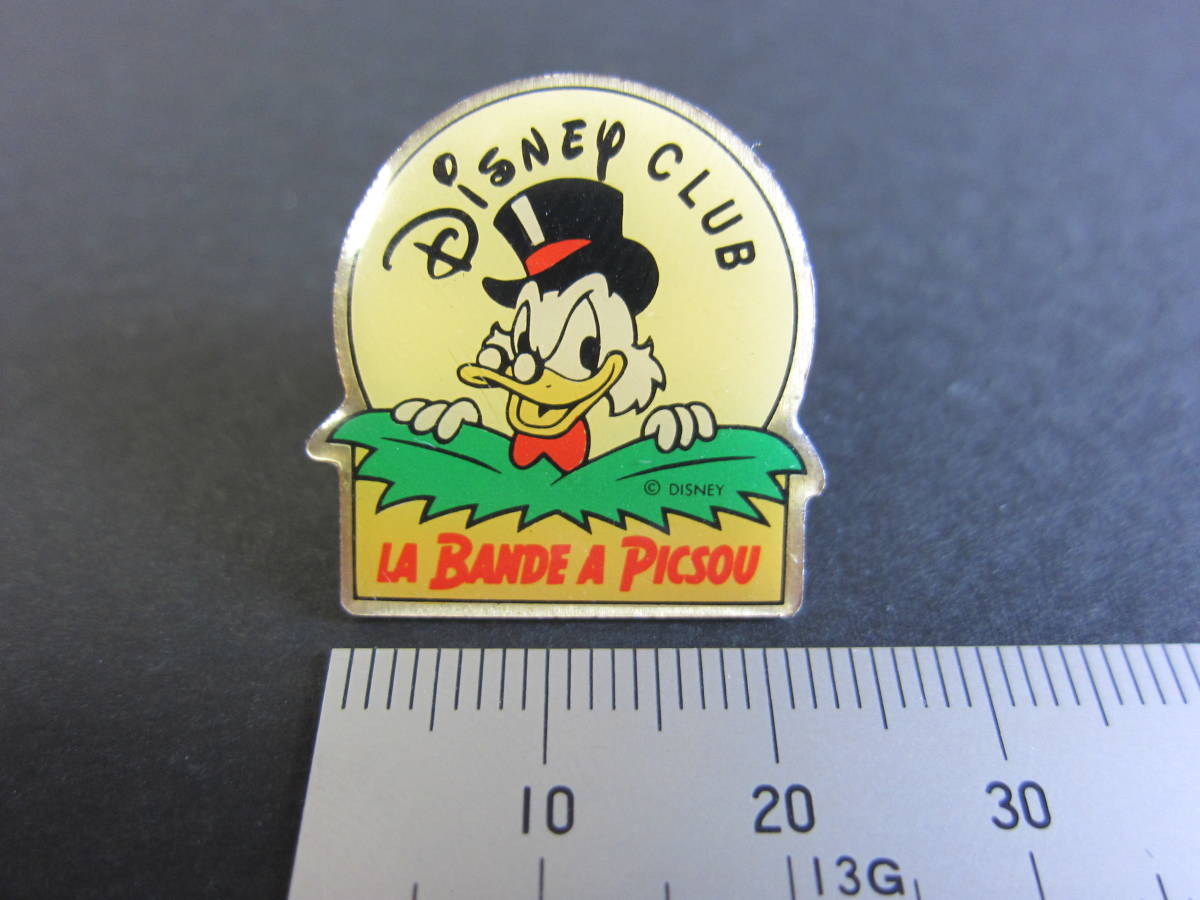 DISNEY CLUB
© DISNEY
LA BANDE A PICSOU
10 20 30
13G